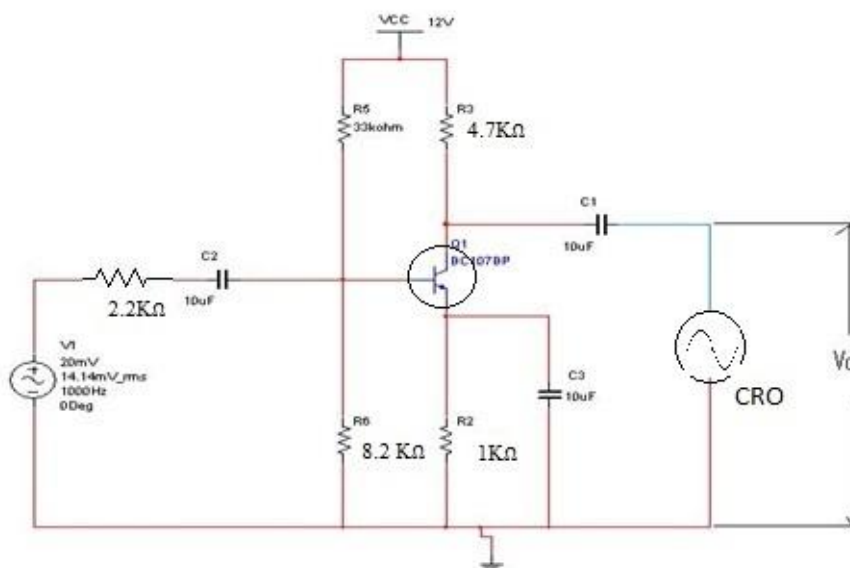 VCC 12V
R5
33kohm
R3
4.7KΩ
C1
10uF
Q1
BC107BP
C2
10uF
2.2KΩ
V1
20mV
14.14mV_rms
1000Hz
0Deg
C3
10uF
CRO
R6
8.2 KΩ
R2
1KΩ